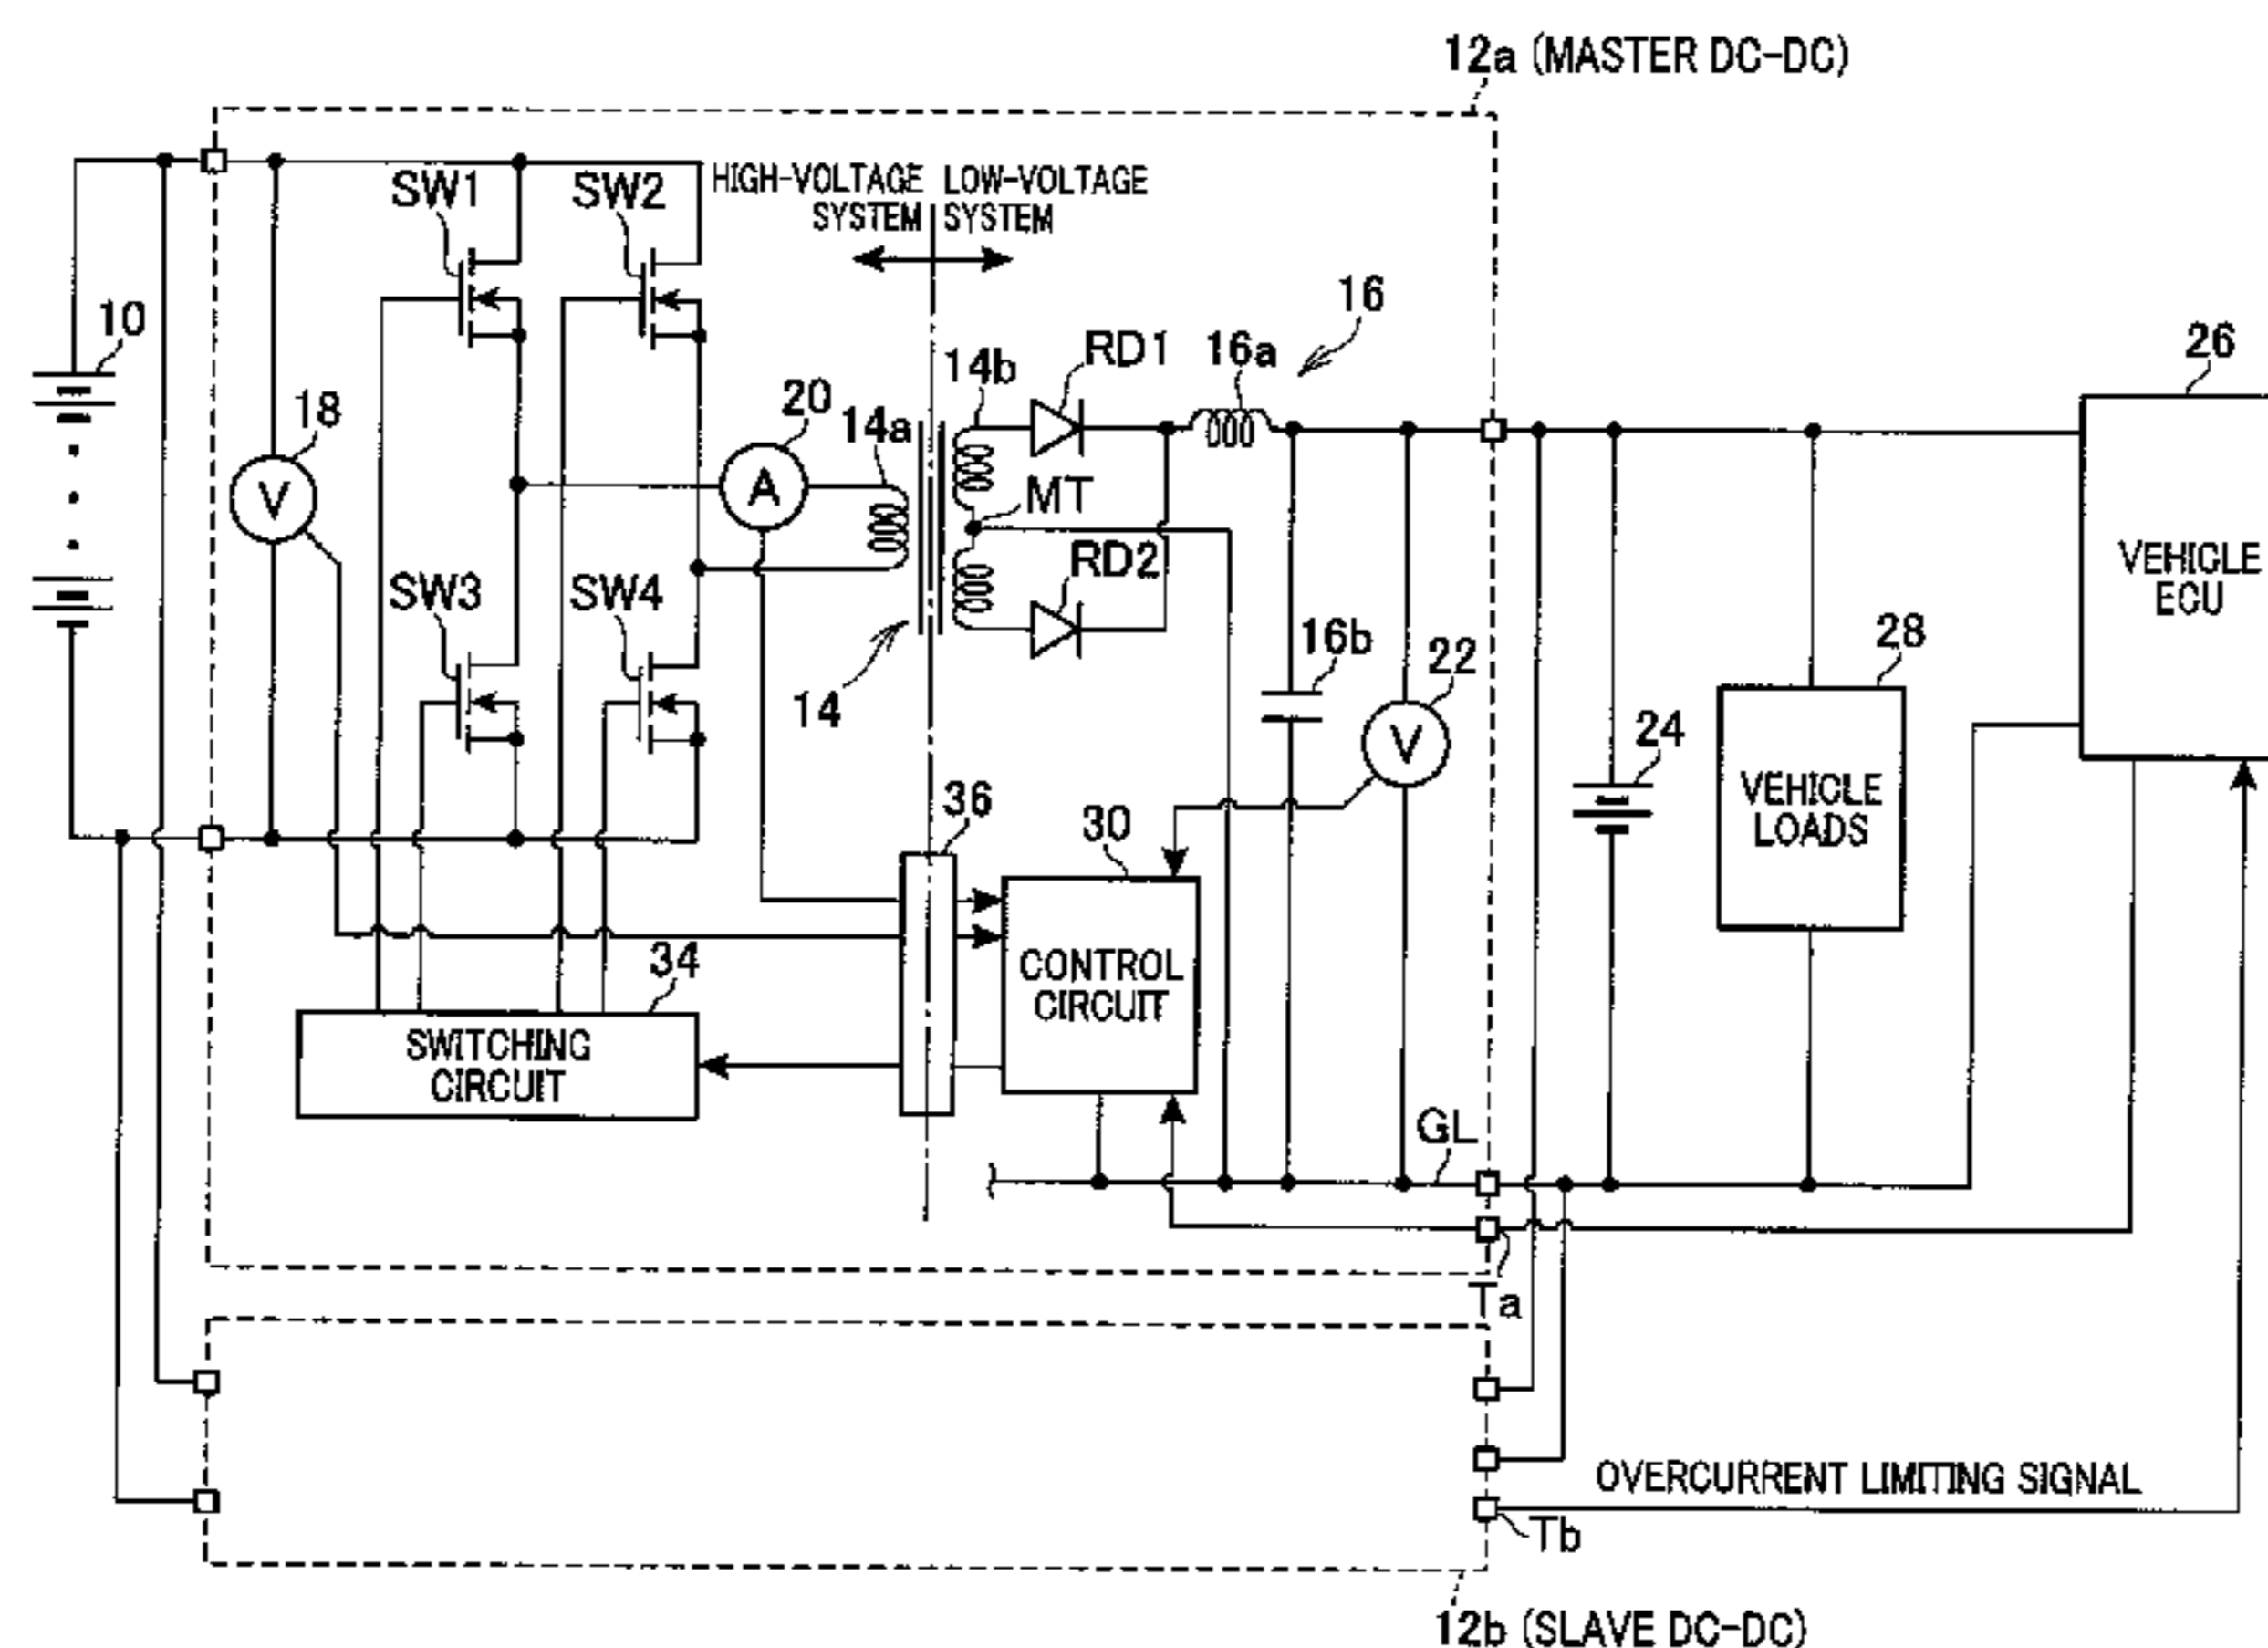 12a (MASTER DC-DC)
SW1
SW2
HIGH-VOLTAGE
SYSTEM
LOW-VOLTAGE
SYSTEM
10
18
V
20
A
14a
14b
RD1
16a
16
26
VEHICLE
ECU
MT
RD2
SW3
SW4
14
16b
22
V
24
28
VEHICLE
LOADS
36
30
CONTROL
CIRCUIT
34
SWITCHING
CIRCUIT
GL
Ta
OVERCURRENT LIMITING SIGNAL
Tb
12b (SLAVE DC-DC)